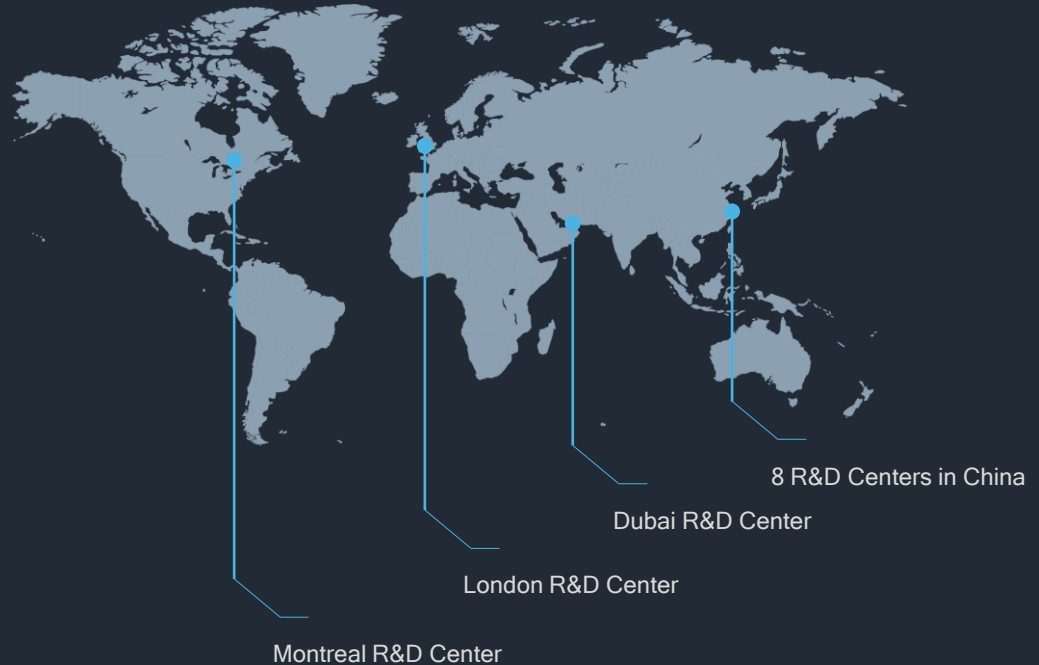 8 R&D Centers in China
Dubai R&D Center
London R&D Center
Montreal R&D Center